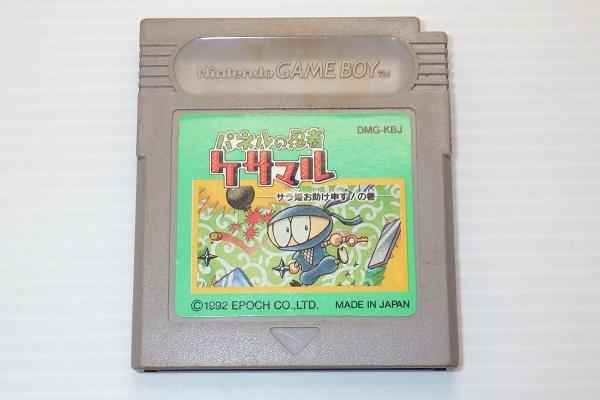 Nintendo GAME BOY TM
DMG-KBJ
パネルの忍者
ケサマル
サラ姫お助け申す!の巻
©1992 EPOCH CO.,LTD. MADE IN JAPAN